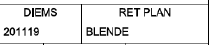 DIEMS RET PLAN
201119 BLENDE